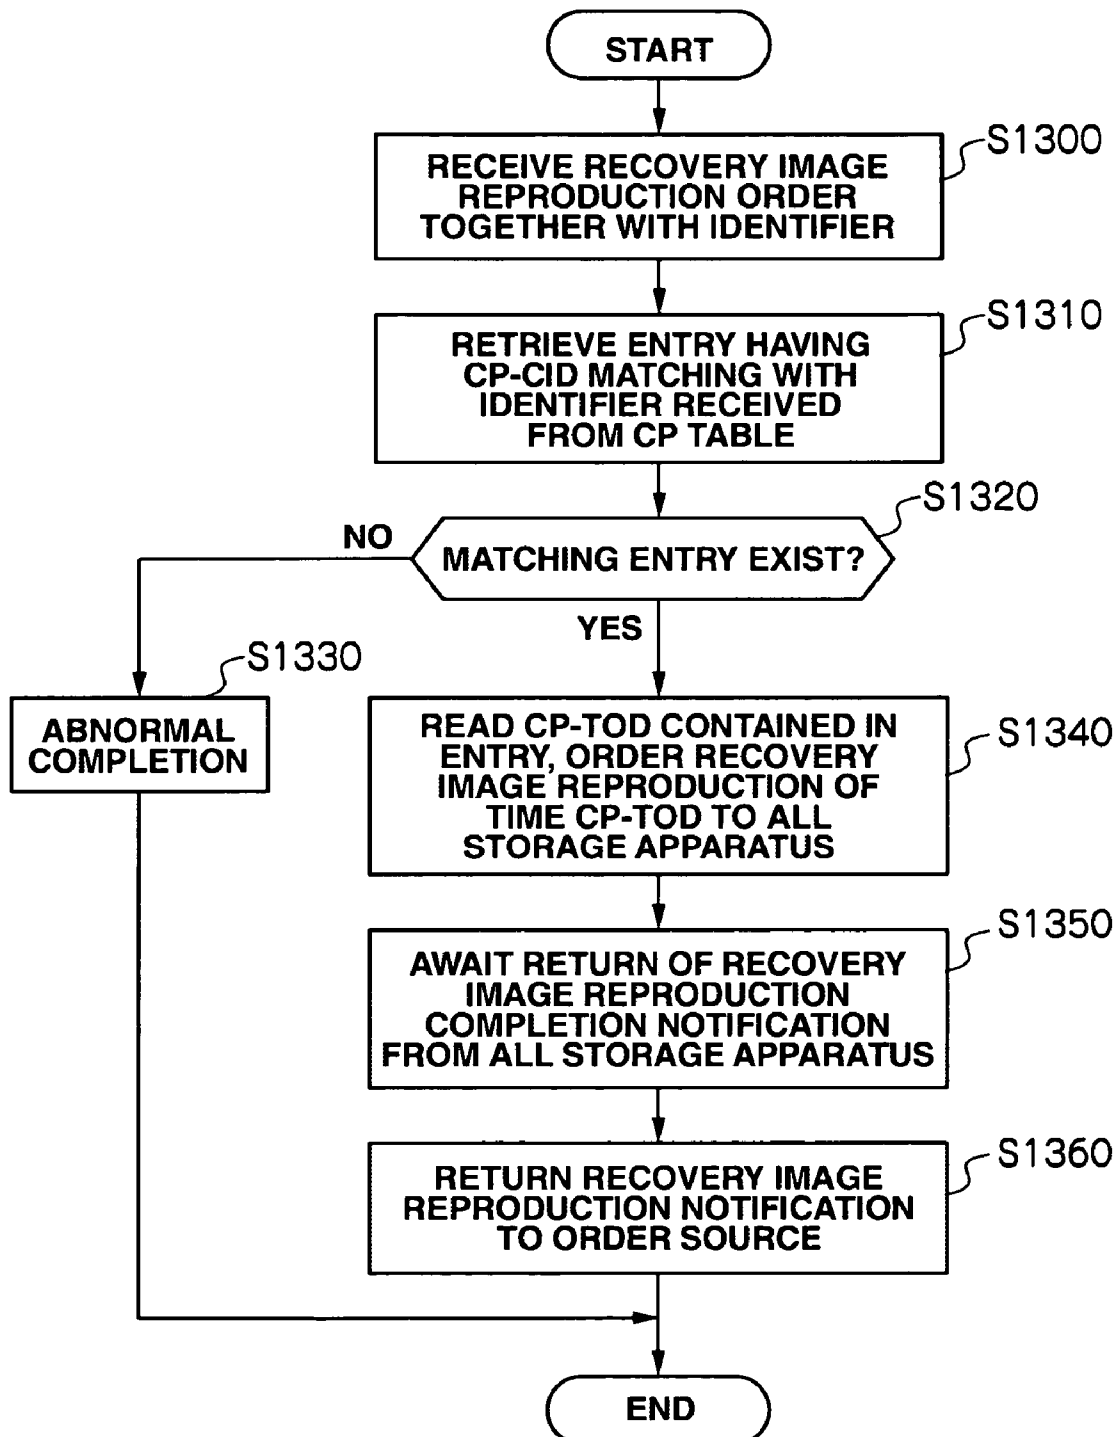 START
S1300
RECEIVE RECOVERY IMAGE
REPRODUCTION ORDER
TOGETHER WITH IDENTIFIER
S1310
RETRIEVE ENTRY HAVING
CP-CID MATCHING WITH
IDENTIFIER RECEIVED
FROM CP TABLE
S1320
NO
MATCHING ENTRY EXIST?
YES
S1330
ABNORMAL
COMPLETION
S1340
READ CP-TOD CONTAINED IN
ENTRY, ORDER RECOVERY
IMAGE REPRODUCTION OF
TIME CP-TOD TO ALL
STORAGE APPARATUS
S1350
AWAIT RETURN OF RECOVERY
IMAGE REPRODUCTION
COMPLETION NOTIFICATION
FROM ALL STORAGE APPARATUS
S1360
RETURN RECOVERY IMAGE
REPRODUCTION NOTIFICATION
TO ORDER SOURCE
END